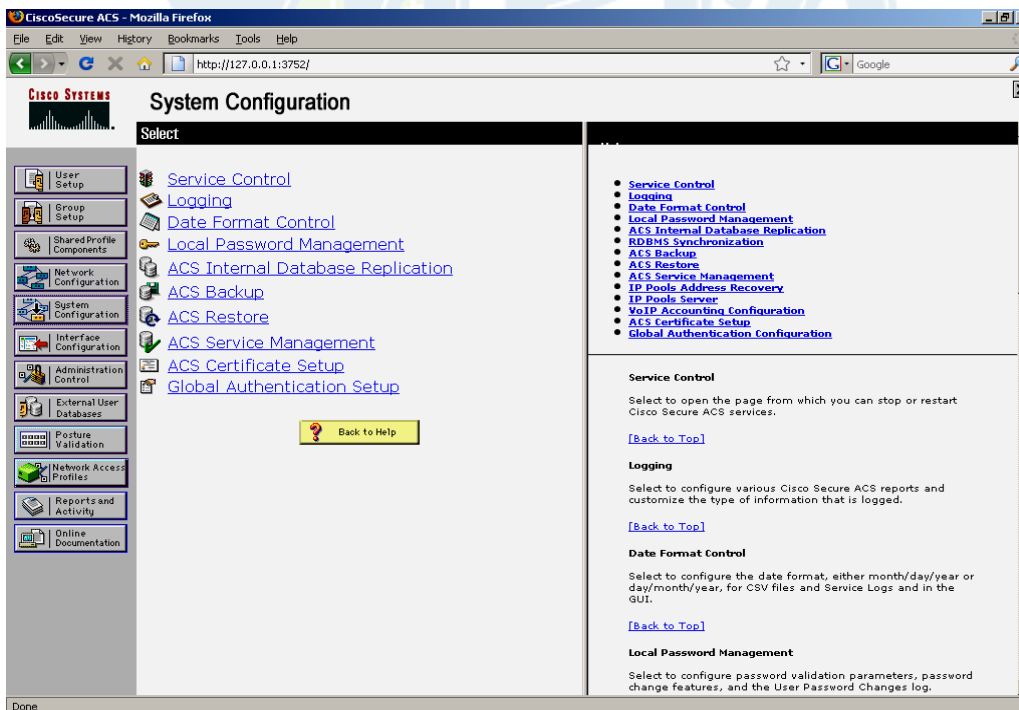 CiscoSecure ACS - Mozilla Firefox
File Edit View History Bookmarks Tools Help
http://127.0.0.1:3752/
G Google
CISCO SYSTEMS
System Configuration
Select
User Setup
Group Setup
Shared Profile Components
Network Configuration
System Configuration
Interface Configuration
Administration Control
External User Databases
Posture Validation
Network Access Profiles
Reports and Activity
Online Documentation
Service Control
Logging
Date Format Control
Local Password Management
ACS Internal Database Replication
ACS Backup
ACS Restore
ACS Service Management
ACS Certificate Setup
Global Authentication Setup
Back to Help
Service Control
Logging
Date Format Control
Local Password Management
ACS Internal Database Replication
RDBMS Synchronization
ACS Backup
ACS Restore
ACS Service Management
IP Pools Address Recovery
IP Pools Server
VoIP Accounting Configuration
ACS Certificate Setup
Global Authentication Configuration
Service Control
Select to open the page from which you can stop or restart
Cisco Secure ACS services.
[Back to Top]
Logging
Select to configure various Cisco Secure ACS reports and
customize the type of information that is logged.
[Back to Top]
Date Format Control
Select to configure the date format, either month/day/year or
day/month/year, for CSV files and Service Logs and in the
GUI.
[Back to Top]
Local Password Management
Select to configure password validation parameters, password
change features, and the User Password Changes log.
Done